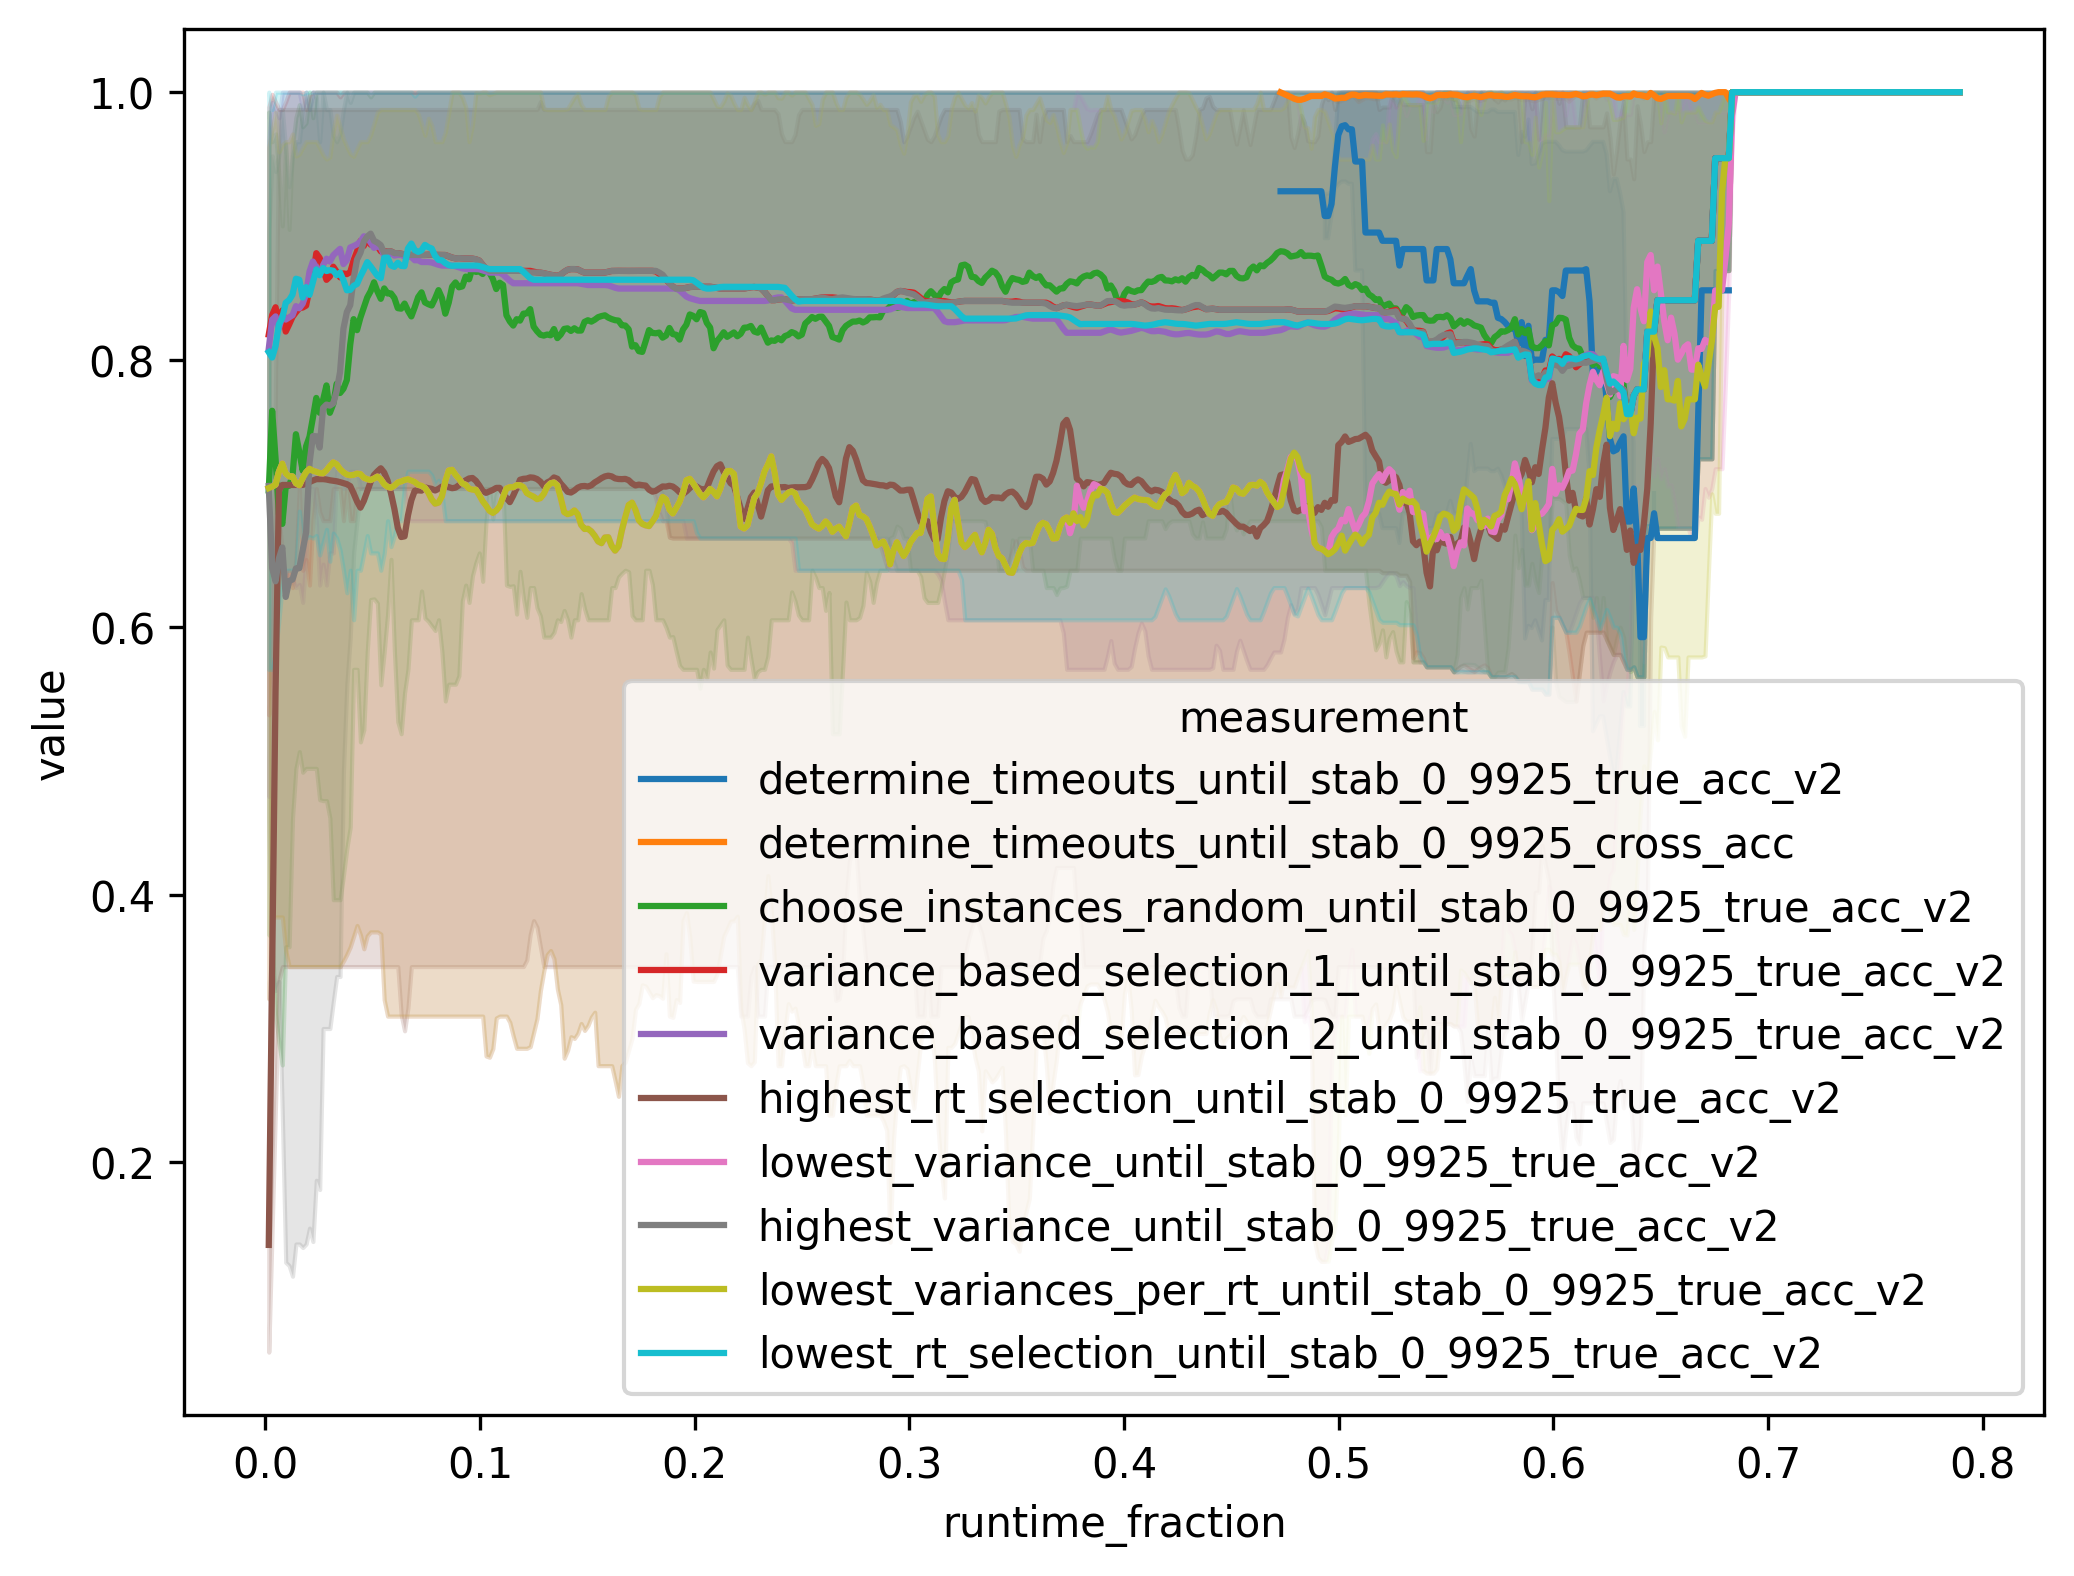 1.0
0.8
0.6
0.4
0.2
value
measurement
determine_timeouts_until_stab_0_9925_true_acc_v2
determine_timeouts_until_stab_0_9925_cross_acc
choose_instances_random_until_stab_0_9925_true_acc_v2
variance_based_selection_1_until_stab_0_9925_true_acc_v2
variance_based_selection_2_until_stab_0_9925_true_acc_v2
highest_rt_selection_until_stab_0_9925_true_acc_v2
lowest_variance_until_stab_0_9925_true_acc_v2
highest_variance_until_stab_0_9925_true_acc_v2
lowest_variances_per_rt_until_stab_0_9925_true_acc_v2
lowest_rt_selection_until_stab_0_9925_true_acc_v2
0.0 0.1 0.2 0.3 0.4 0.5 0.6 0.7 0.8
runtime_fraction